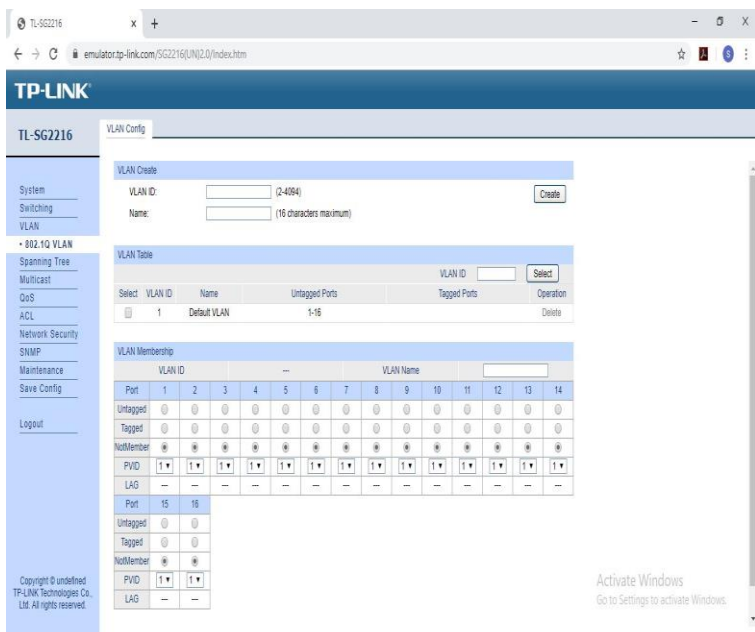 TL-SG2216
emulator.tp-link.com/SG2216(UN)2.0/Index.htm
S
TP-LINK
TL-SG2216
VLAN Config
System
Switching
VLAN
• 802.1Q VLAN
Spanning Tree
Multicast
QoS
ACL
Network Security
SNMP
Maintenance
Save Config
Logout
Copyright © undefined
TP-LINK Technologies Co.,
Ltd. All rights reserved.
VLAN Create
VLAN ID: (2-4094) Create
Name: (16 characters maximum)
VLAN Table
VLAN ID Select
Select VLAN ID Name Untagged Ports Tagged Ports Operation
1 Default VLAN 1-16 Delete
VLAN Membership
VLAN ID --- VLAN Name
Port 1 2 3 4 5 6 7 8 9 10 11 12 13 14
Untagged
Tagged
NotMember
PVID 1 1 1 1 1 1 1 1 1 1 1 1 1 1
LAG --- --- --- --- --- --- --- --- --- --- --- --- --- ---
Port 15 16
Untagged
Tagged
NotMember
PVID 1 1
LAG --- ---
Activate Windows
Go to Settings to activate Windows.